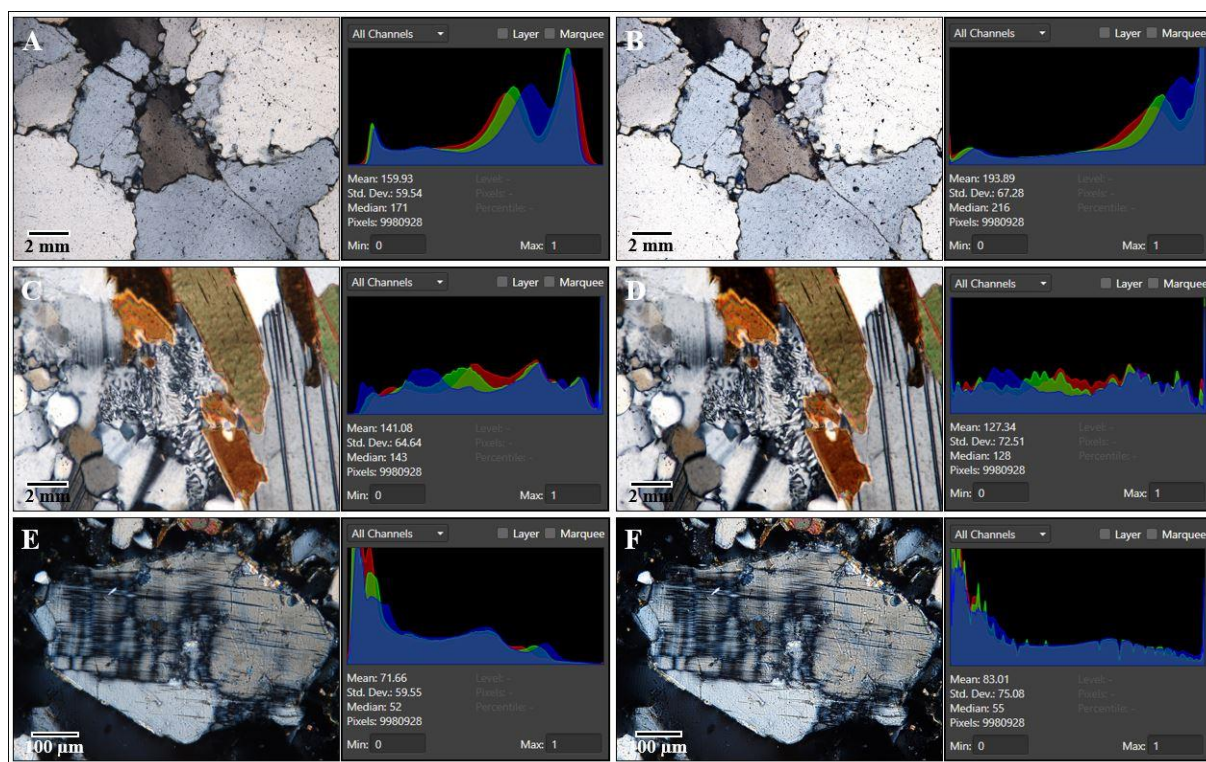 A
2 mm
All Channels
Layer
Marquee
Mean: 159.93
Level: -
Std. Dev.: 59.54
Pixels: -
Median: 171
Percentile: -
Pixels: 9980928
Min: 0
Max: 1
B
2 mm
All Channels
Layer
Marquee
Mean: 193.89
Level: -
Std. Dev.: 67.28
Pixels: -
Median: 216
Percentile: -
Pixels: 9980928
Min: 0
Max: 1
C
2 mm
All Channels
Layer
Marquee
Mean: 141.08
Level: -
Std. Dev.: 64.64
Pixels: -
Median: 143
Percentile: -
Pixels: 9980928
Min: 0
Max: 1
D
2 mm
All Channels
Layer
Marquee
Mean: 127.34
Level: -
Std. Dev.: 72.51
Pixels: -
Median: 128
Percentile: -
Pixels: 9980928
Min: 0
Max: 1
E
100 µm
All Channels
Layer
Marquee
Mean: 71.66
Level: -
Std. Dev.: 59.55
Pixels: -
Median: 52
Percentile: -
Pixels: 9980928
Min: 0
Max: 1
F
100 µm
All Channels
Layer
Marquee
Mean: 83.01
Level: -
Std. Dev.: 75.08
Pixels: -
Median: 55
Percentile: -
Pixels: 9980928
Min: 0
Max: 1